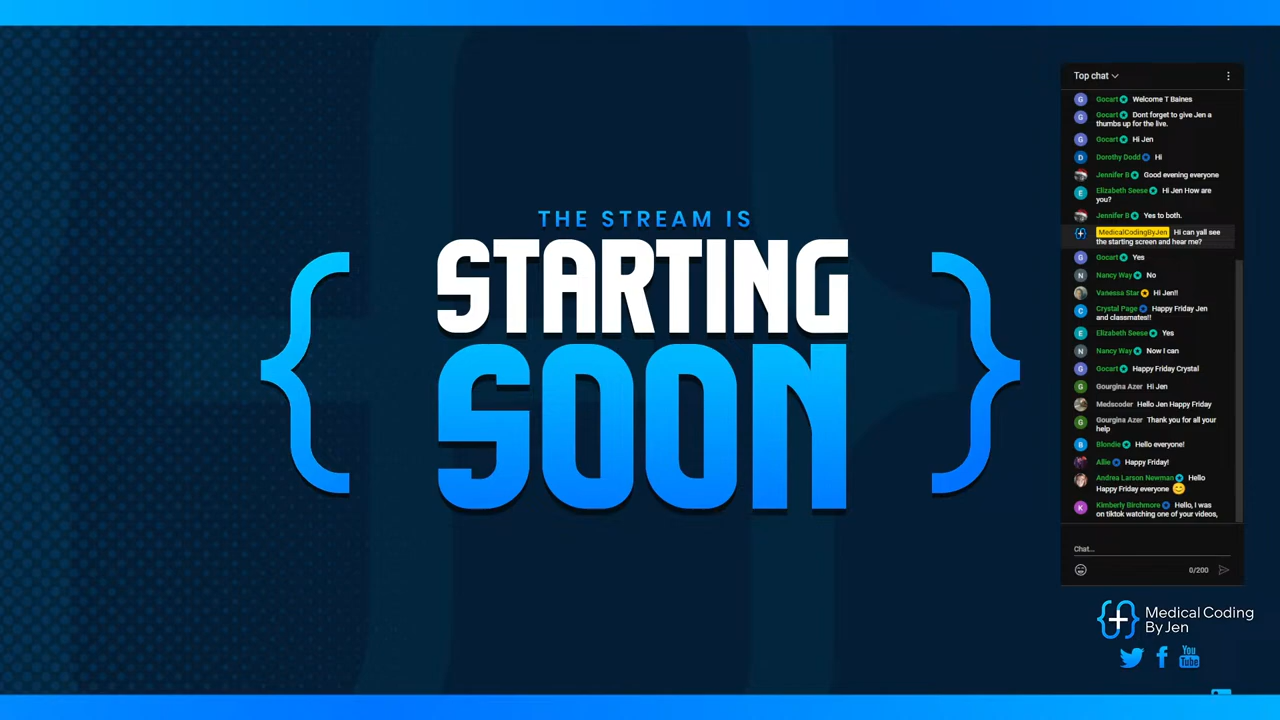 THE STREAM IS
STARTING
SOON
Top chat
G Gocart Welcome T Baines
G Gocart Dont forget to give Jen a
thumbs up for the live.
G Gocart Hi Jen
D Dorothy Dodd Hi
Jennifer B Good evening everyone
E Elizabeth Seese Hi Jen How are
you?
Jennifer B Yes to both.
MedicalCodingByJen Hi can yall see
the starting screen and hear me?
G Gocart Yes
N Nancy Way No
Vanessa Star Hi Jen!!
C Crystal Page Happy Friday Jen
and classmates!!
E Elizabeth Seese Yes
N Nancy Way Now I can
G Gocart Happy Friday Crystal
G Gourgina Azer Hi Jen
Medscoder Hello Jen Happy Friday
G Gourgina Azer Thank you for all your
help
B Blondie Hello everyone!
Allie Happy Friday!
Andrea Larson Newman Hello
Happy Friday everyone
K Kimberly Birchmore Hello, I was
on tiktok watching one of your videos,
Chat...
0/200
Medical Coding
By Jen
You
Tube